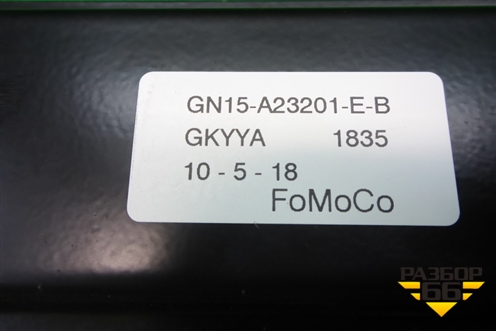 GN15-A23201-E-B
GKYYA 1835
10 - 5 - 18
FoMoCo
РАЗБОР
66